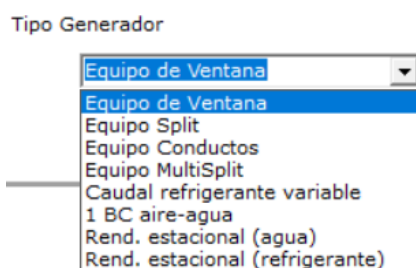 Tipo Generador
Equipo de Ventana
Equipo de Ventana
Equipo Split
Equipo Conductos
Equipo MultiSplit
Caudal refrigerante variable
1 BC aire-agua
Rend. estacional (agua)
Rend. estacional (refrigerante)